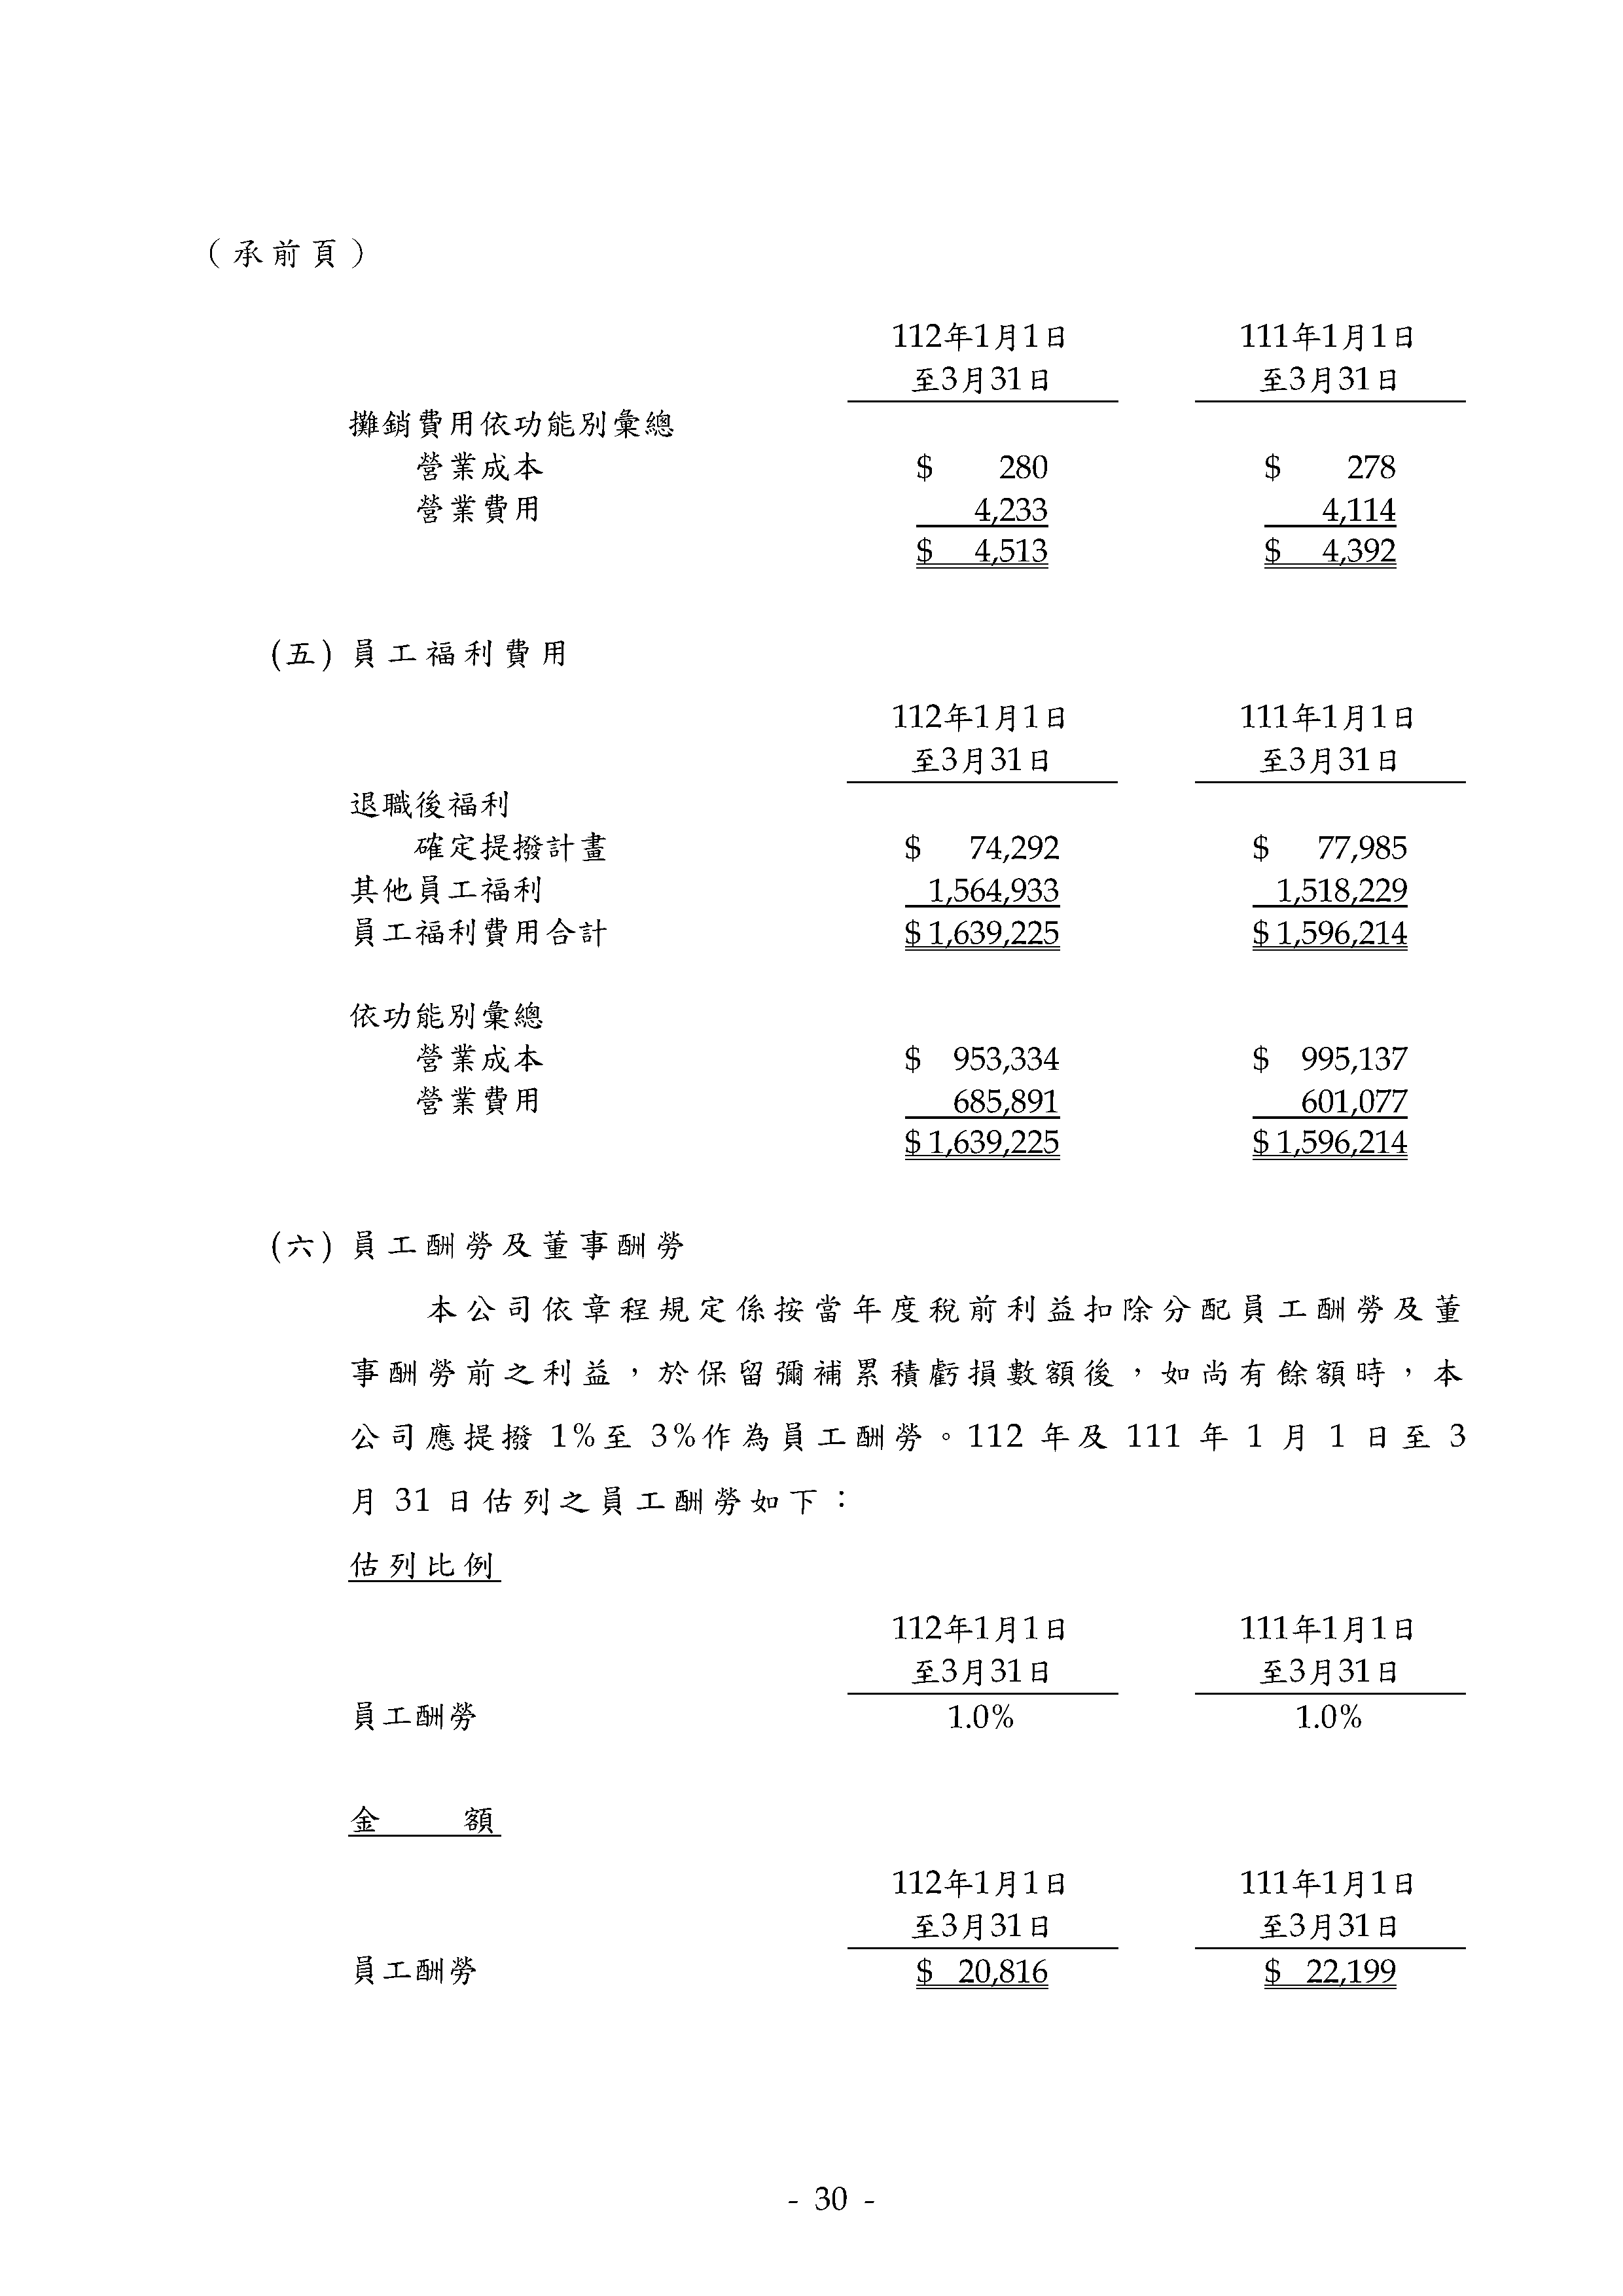 （承前頁）
112年1月1日 111年1月1日
至3月31日 至3月31日
攤銷費用依功能別彙總
營業成本 $ 280 $ 278
營業費用 4,233 4,114
$ 4,513 $ 4,392
(五) 員工福利費用
112年1月1日 111年1月1日
至3月31日 至3月31日
退職後福利
確定提撥計畫 $ 74,292 $ 77,985
其他員工福利 1,564,933 1,518,229
員工福利費用合計 $ 1,639,225 $ 1,596,214
依功能別彙總
營業成本 $ 953,334 $ 995,137
營業費用 685,891 601,077
$ 1,639,225 $ 1,596,214
(六) 員工酬勞及董事酬勞
本公司依章程規定係按當年度稅前利益扣除分配員工酬勞及董
事酬勞前之利益，於保留彌補累積虧損數額後，如尚有餘額時，本
公司應提撥 1%至 3%作為員工酬勞。112 年及 111 年 1 月 1 日至 3
月 31 日估列之員工酬勞如下：
估列比例
112年1月1日 111年1月1日
至3月31日 至3月31日
員工酬勞 1.0% 1.0%
金 額
112年1月1日 111年1月1日
至3月31日 至3月31日
員工酬勞 $ 20,816 $ 22,199
- 30 -